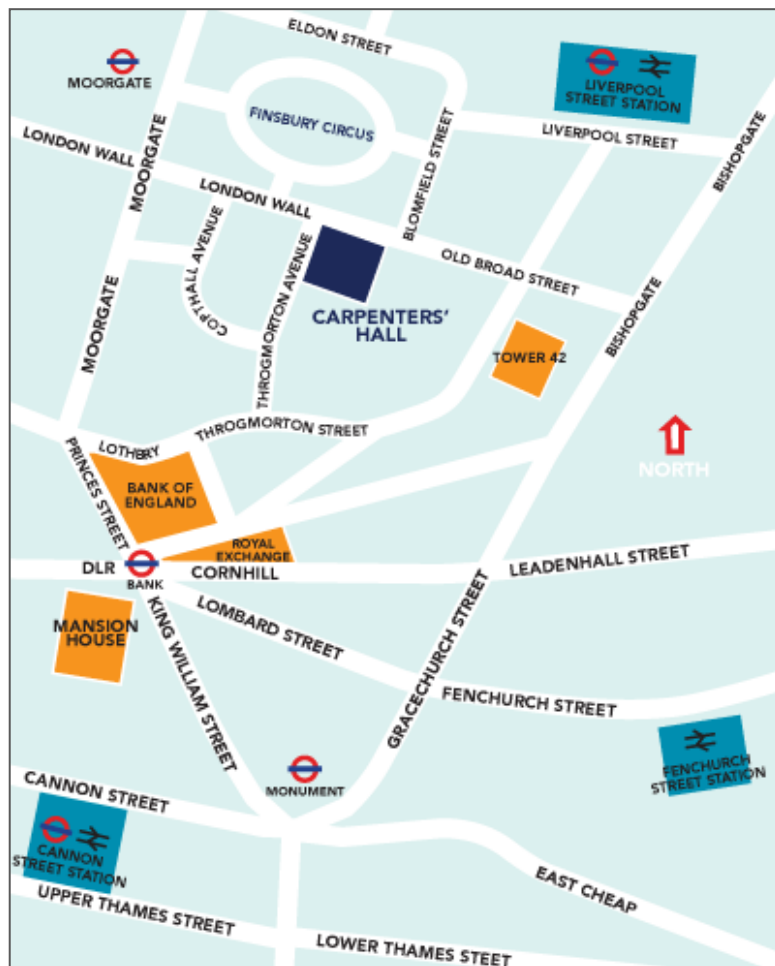 ELDON STREET
MOORGATE
LIVERPOOL
STREET STATION
FINSBURY CIRCUS
LIVERPOOL STREET
LONDON WALL
MOORGATE
BISHOPGATE
BLOMFIELD STREET
LONDON WALL
COPTHALL AVENUE
THROGMORTON AVENUE
OLD BROAD STREET
CARPENTERS'
HALL
MOORGATE
BISHOPGATE
TOWER 42
THROGMORTON STREET
LOTHBRY
PRINCES STREET
NORTH
BANK OF
ENGLAND
ROYAL
EXCHANGE
DLR
BANK
CORNHILL
LEADENHALL STREET
MANSION
HOUSE
KING WILLIAM STREET
LOMBARD STREET
GRACECHURCH STREET
FENCHURCH STREET
FENCHURCH
STREET STATION
MONUMENT
CANNON STREET
CANNON
STREET STATION
EAST CHEAP
UPPER THAMES STREET
LOWER THAMES STEET